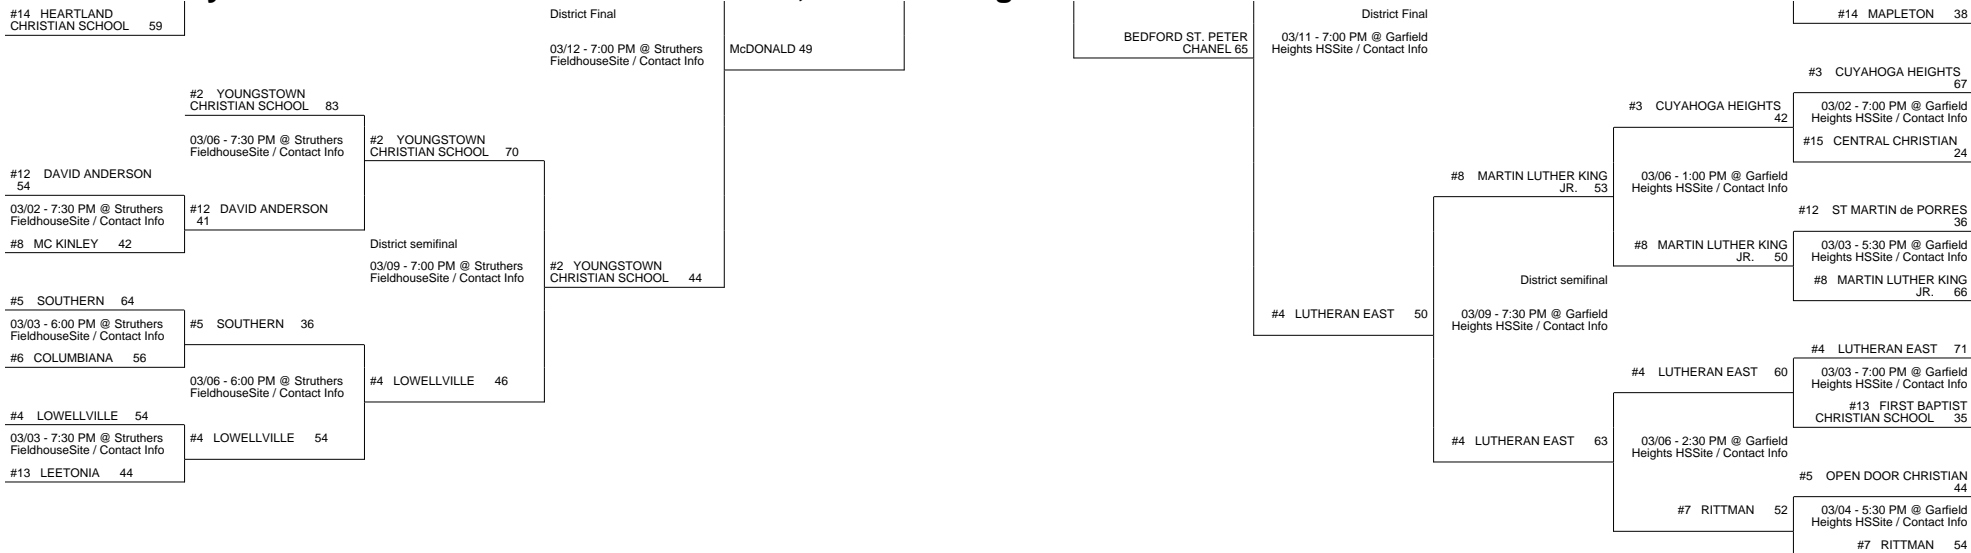 #14 HEARTLAND
CHRISTIAN SCHOOL 59
#2 YOUNGSTOWN
CHRISTIAN SCHOOL 83
03/06 - 7:30 PM @ Struthers
FieldhouseSite / Contact Info
#12 DAVID ANDERSON
54
03/02 - 7:30 PM @ Struthers
FieldhouseSite / Contact Info
#8 MC KINLEY 42
#12 DAVID ANDERSON
41
#5 SOUTHERN 64
03/03 - 6:00 PM @ Struthers
FieldhouseSite / Contact Info
#6 COLUMBIANA 56
#5 SOUTHERN 36
03/06 - 6:00 PM @ Struthers
FieldhouseSite / Contact Info
#4 LOWELLVILLE 54
03/03 - 7:30 PM @ Struthers
FieldhouseSite / Contact Info
#13 LEETONIA 44
#4 LOWELLVILLE 54
#2 YOUNGSTOWN
CHRISTIAN SCHOOL 70
District semifinal
03/09 - 7:00 PM @ Struthers
FieldhouseSite / Contact Info
#4 LOWELLVILLE 46
District Final
03/12 - 7:00 PM @ Struthers
FieldhouseSite / Contact Info
#2 YOUNGSTOWN
CHRISTIAN SCHOOL 44
McDONALD 49
BEDFORD ST. PETER
CHANEL 65
District Final
03/11 - 7:00 PM @ Garfield
Heights HSSite / Contact Info
#4 LUTHERAN EAST 50
#8 MARTIN LUTHER KING
JR. 53
District semifinal
03/09 - 7:30 PM @ Garfield
Heights HSSite / Contact Info
#4 LUTHERAN EAST 63
#3 CUYAHOGA HEIGHTS
42
03/06 - 1:00 PM @ Garfield
Heights HSSite / Contact Info
#8 MARTIN LUTHER KING
JR. 50
#4 LUTHERAN EAST 60
03/06 - 2:30 PM @ Garfield
Heights HSSite / Contact Info
#7 RITTMAN 52
#14 MAPLETON 38
#3 CUYAHOGA HEIGHTS
67
03/02 - 7:00 PM @ Garfield
Heights HSSite / Contact Info
#15 CENTRAL CHRISTIAN
24
#12 ST MARTIN de PORRES
36
03/03 - 5:30 PM @ Garfield
Heights HSSite / Contact Info
#8 MARTIN LUTHER KING
JR. 66
#4 LUTHERAN EAST 71
03/03 - 7:00 PM @ Garfield
Heights HSSite / Contact Info
#13 FIRST BAPTIST
CHRISTIAN SCHOOL 35
#5 OPEN DOOR CHRISTIAN
44
03/04 - 5:30 PM @ Garfield
Heights HSSite / Contact Info
#7 RITTMAN 54